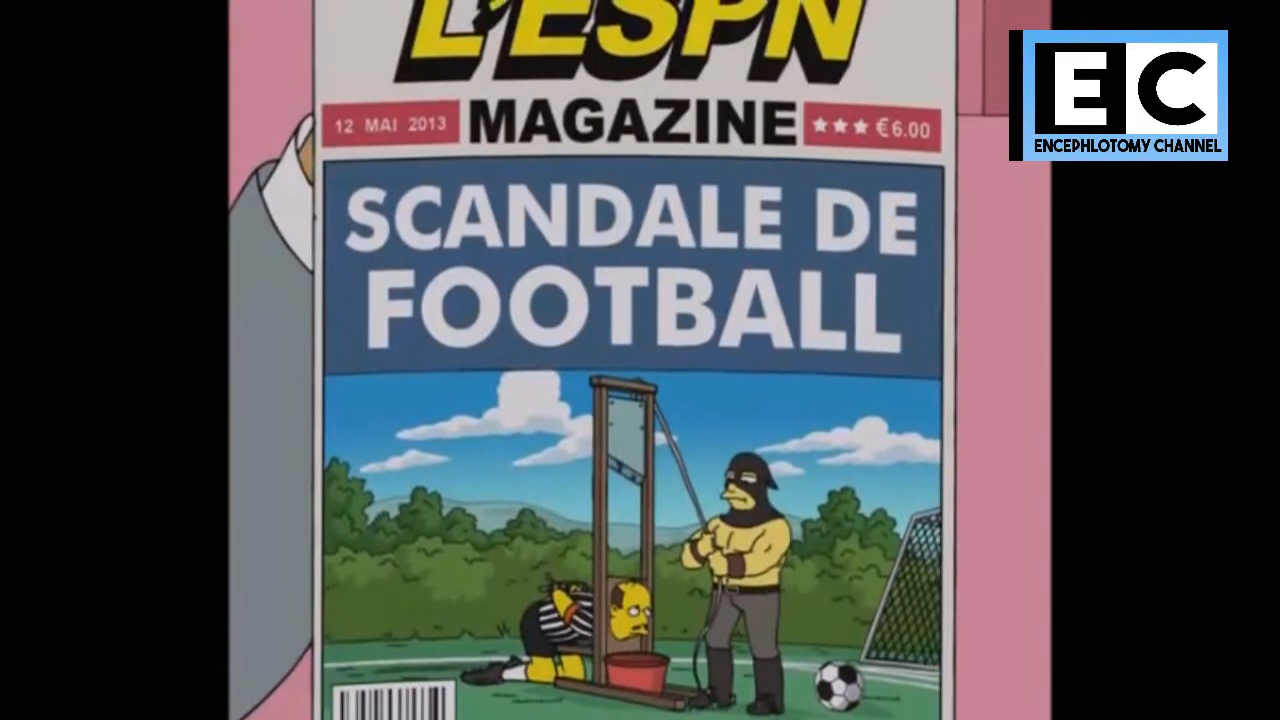 L'ESPN
12 MAI 2013 MAGAZINE ★★★ €6.00
SCANDALE DE
FOOTBALL
EC
ENCEPHLOTOMY CHANNEL